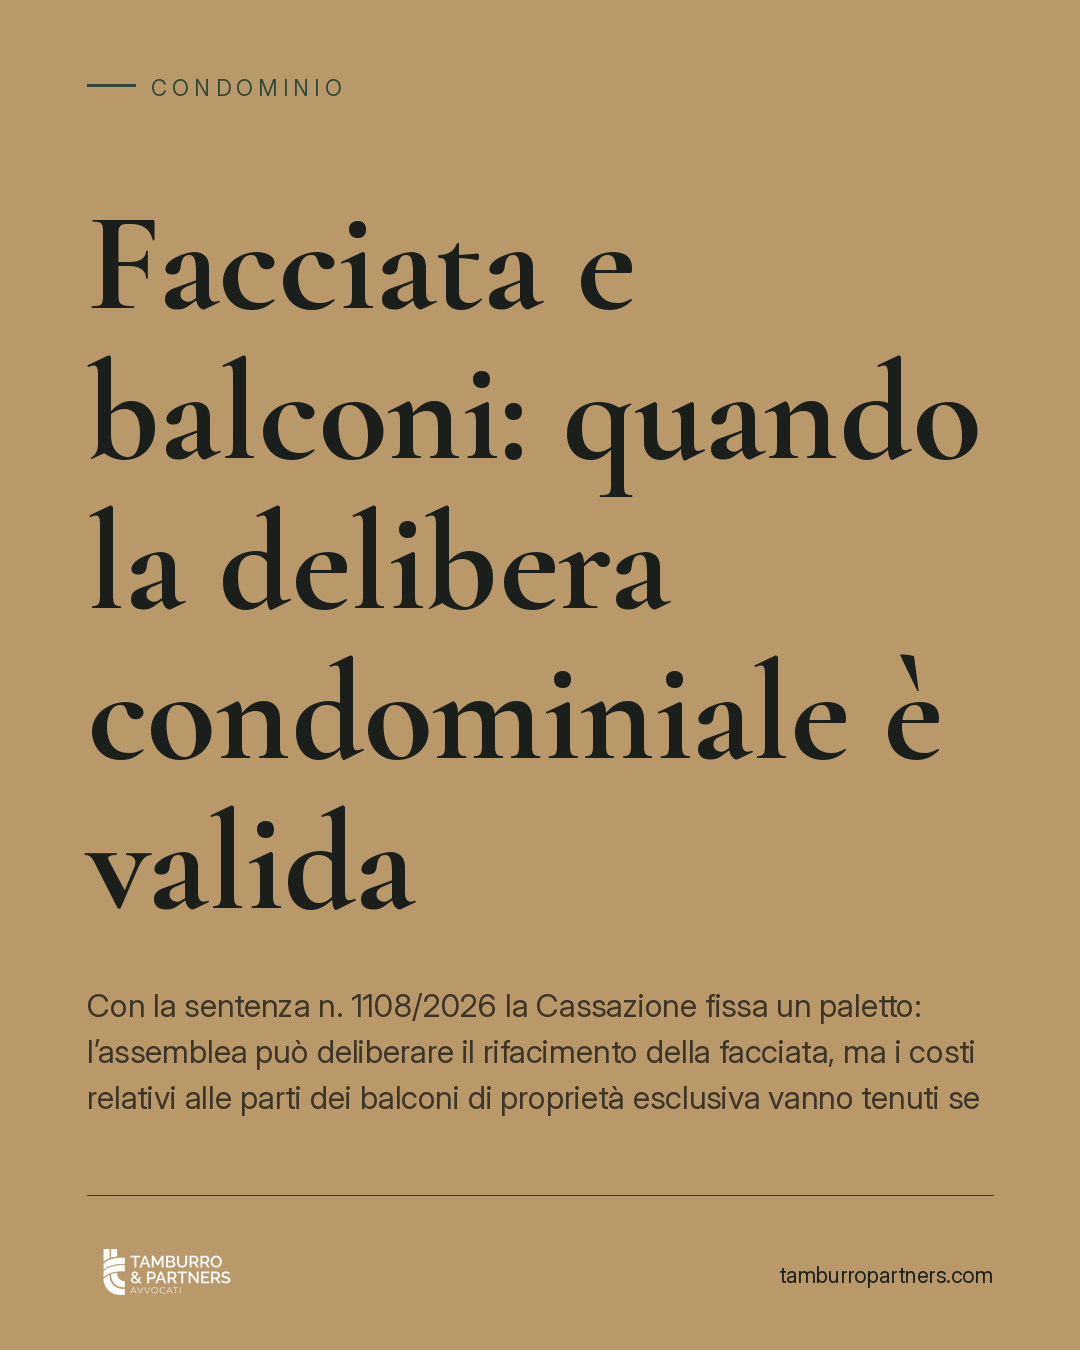 CONDOMINIO
Facciata e
balconi: quando
la delibera
condominiale è
valida
Con la sentenza n. 1108/2026 la Cassazione fissa un paletto:
l’assemblea può deliberare il rifacimento della facciata, ma i costi
relativi alle parti dei balconi di proprietà esclusiva vanno tenuti se
TAMBURRO
& PARTNERS
AVVOCATI
tamburropartners.com